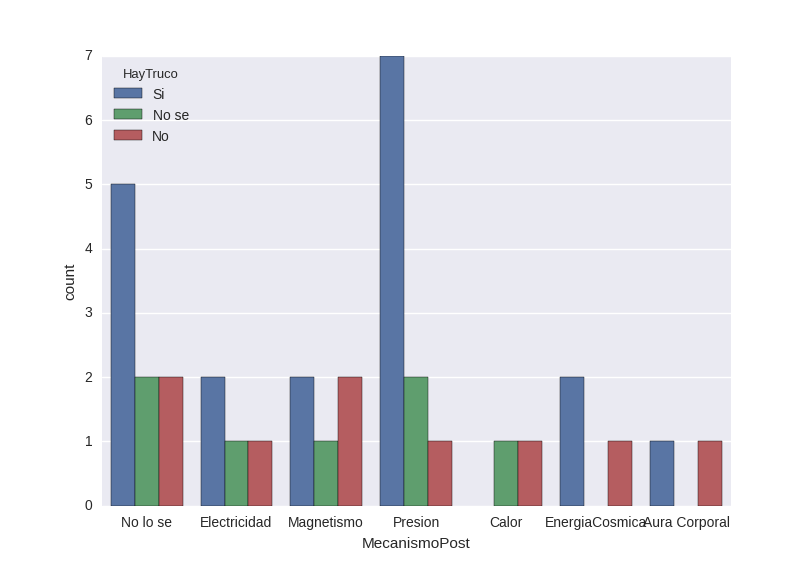 7
6
5
4
3
2
1
0
count
HayTruco
Si
No se
No
No lo se
Electricidad
Magnetismo
Presion
Calor
EnergiaCosmica
Aura Corporal
MecanismoPost